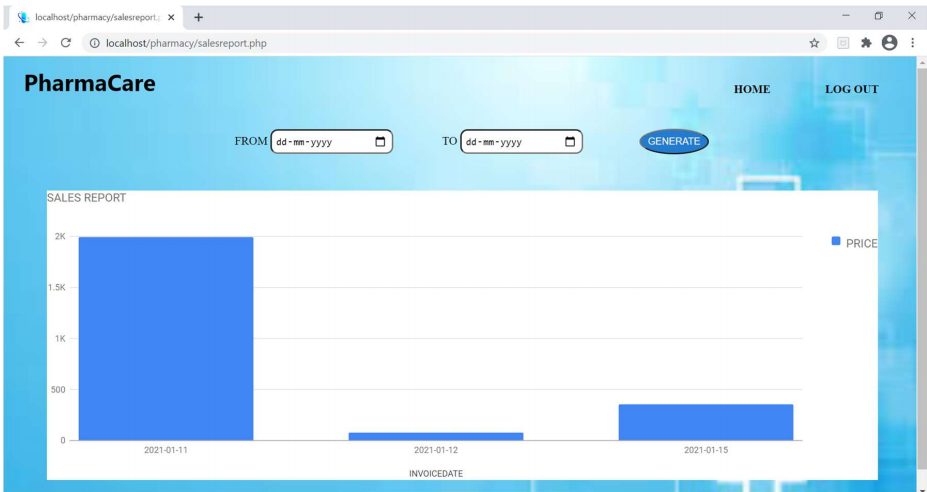 localhost/pharmacy/salesreport.p
localhost/pharmacy/salesreport.php
PharmaCare
HOME
LOG OUT
FROM dd-mm-yyyy TO dd-mm-yyyy GENERATE
SALES REPORT
PRICE
2K
1.5K
1K
500
0
2021-01-11 2021-01-12 2021-01-15
INVOICEDATE